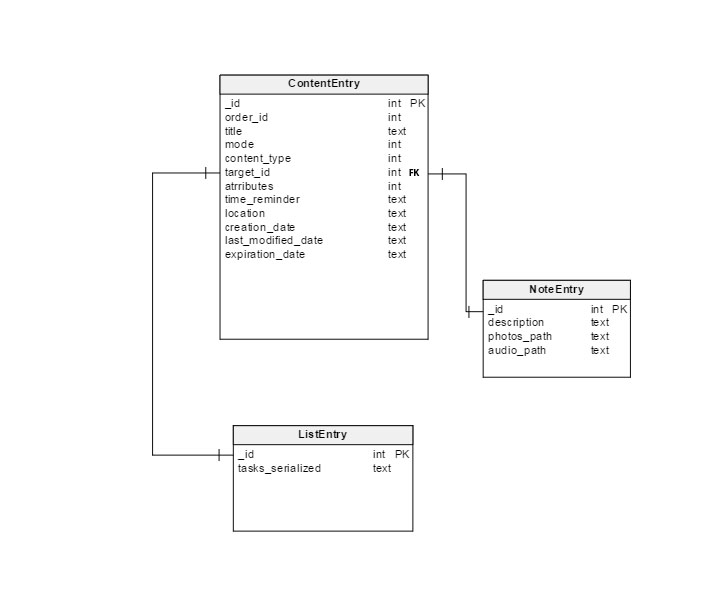 ContentEntry
_id int PK
order_id int
title text
mode int
content_type int
target_id int FK
atrributes int
time_reminder text
location text
creation_date text
last_modified_date text
expiration_date text
NoteEntry
_id int PK
description text
photos_path text
audio_path text
ListEntry
_id int PK
tasks_serialized text